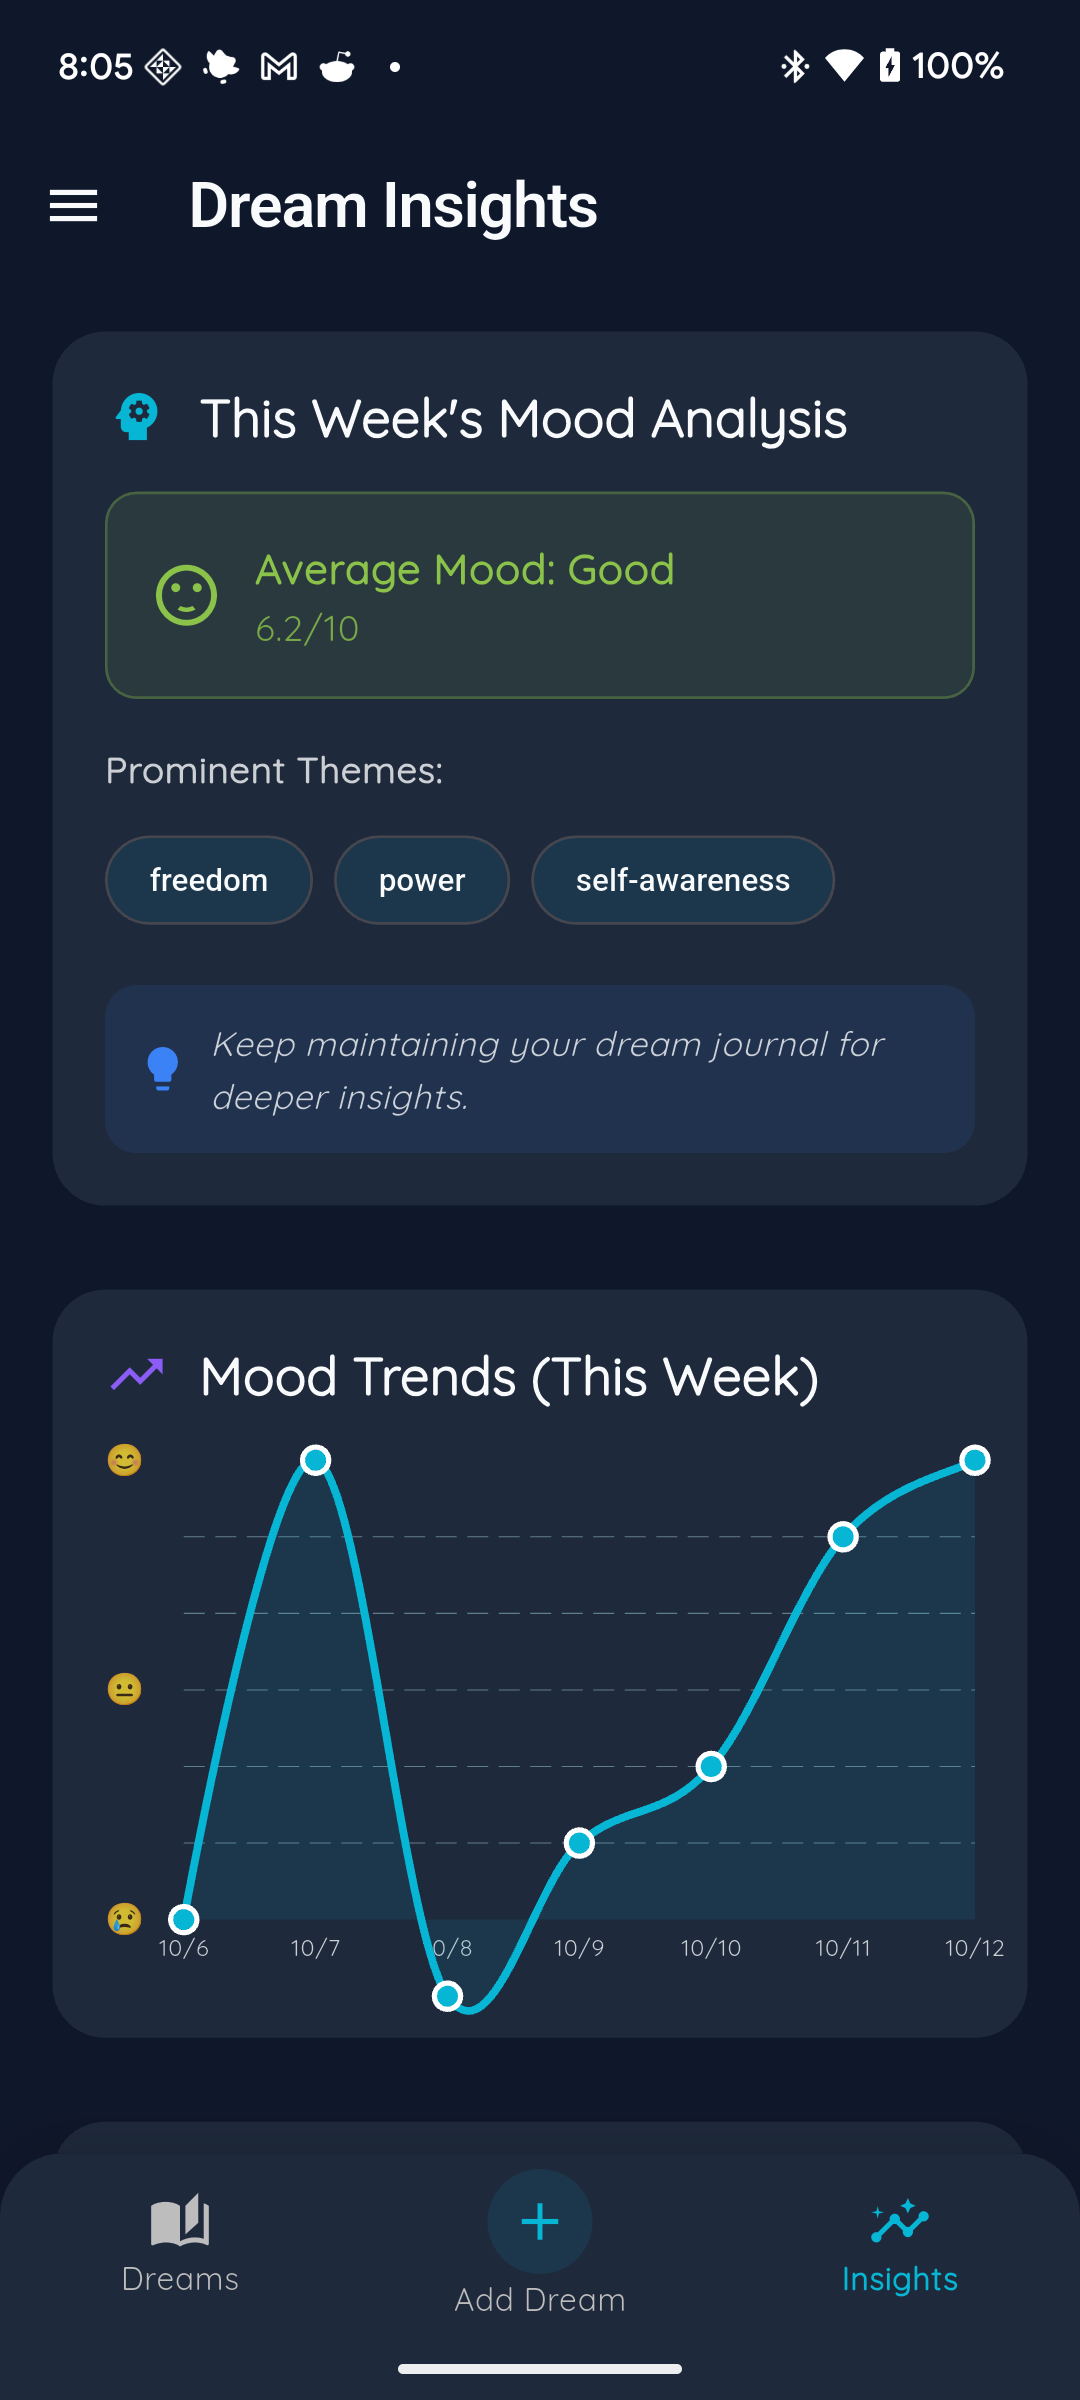 8:05
100%
Dream Insights
This Week's Mood Analysis
Average Mood: Good
6.2/10
Prominent Themes:
freedom power self-awareness
Keep maintaining your dream journal for
deeper insights.
Mood Trends (This Week)
10/6 10/7 0/8 10/9 10/10 10/11 10/12
Dreams
Add Dream
Insights